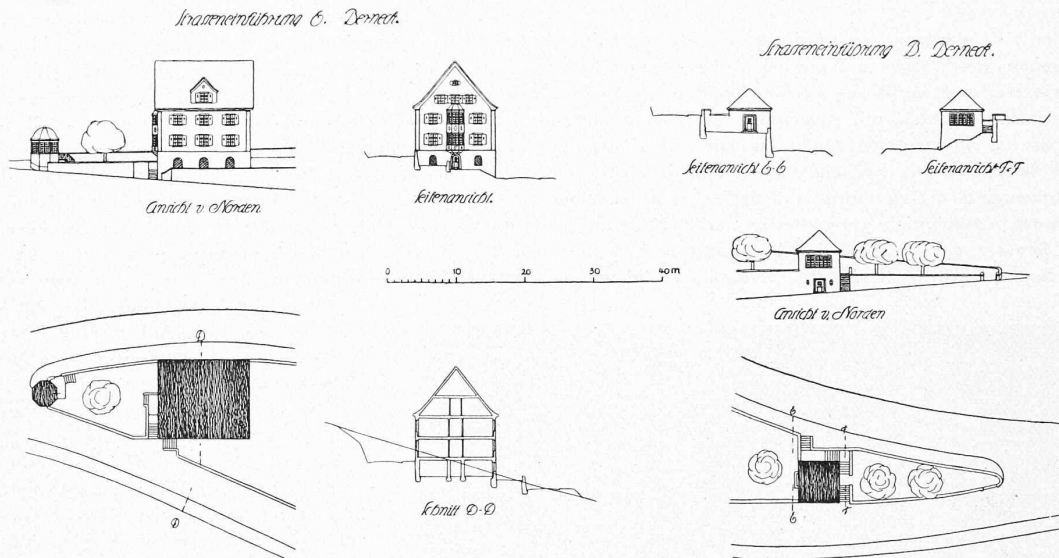 Strasseneinführung C. Derneck.
Strasseneinführung D. Derneck.
Ansicht v. Norden
Seitenansicht.
Seitenansicht G-G
Seitenansicht F-F
0 10 20 30 40 m
Ansicht v. Norden
D
D
Schnitt D-D
G
F
G
F